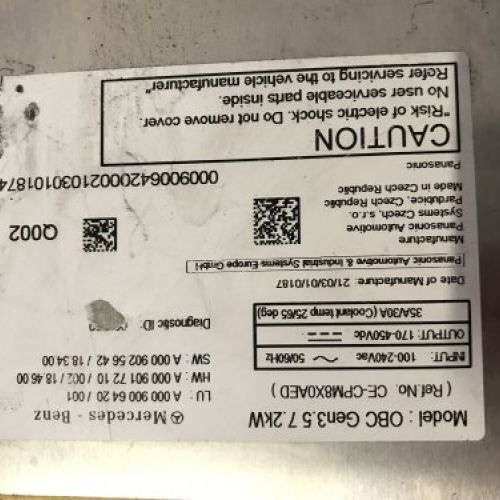 Model : OBC Gen3.5 7.2kW
( Ref.No. CE-CPM8X0AED )
INPUT: 100-240Vac 50/60Hz
OUTPUT: 170-450Vdc
35A/30A (Coolant temp 25/65 deg)
Date of Manufacture : 21/03/01/0187
Panasonic Automotive & Industrial Systems Europe GmbH
Mercedes - Benz
LU : A 000 900 64 20 / 001
HW : A 000 901 72 10 / 002 / 18 46 00
SW : A 000 902 56 42 / 18 34 00
Diagnostic ID:
Manufacture
Panasonic Automotive
Systems Czech, s.r.o.
Pardubice, Czech Republic
Made in Czech Republic
Panasonic
Q002
00090064200021030101874
CAUTION
"Risk of electric shock. Do not remove cover.
No user serviceable parts inside.
Refer servicing to the vehicle manufacturer"